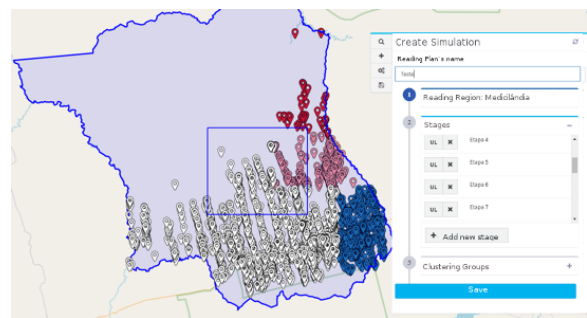 Create Simulation
Reading Plan's name
Teste
1 Reading Region: Medicilândia
2 Stages
UL Etapa 4
UL Etapa 5
UL Etapa 6
UL Etapa 7
+ Add new stage
3 Clustering Groups +
Save